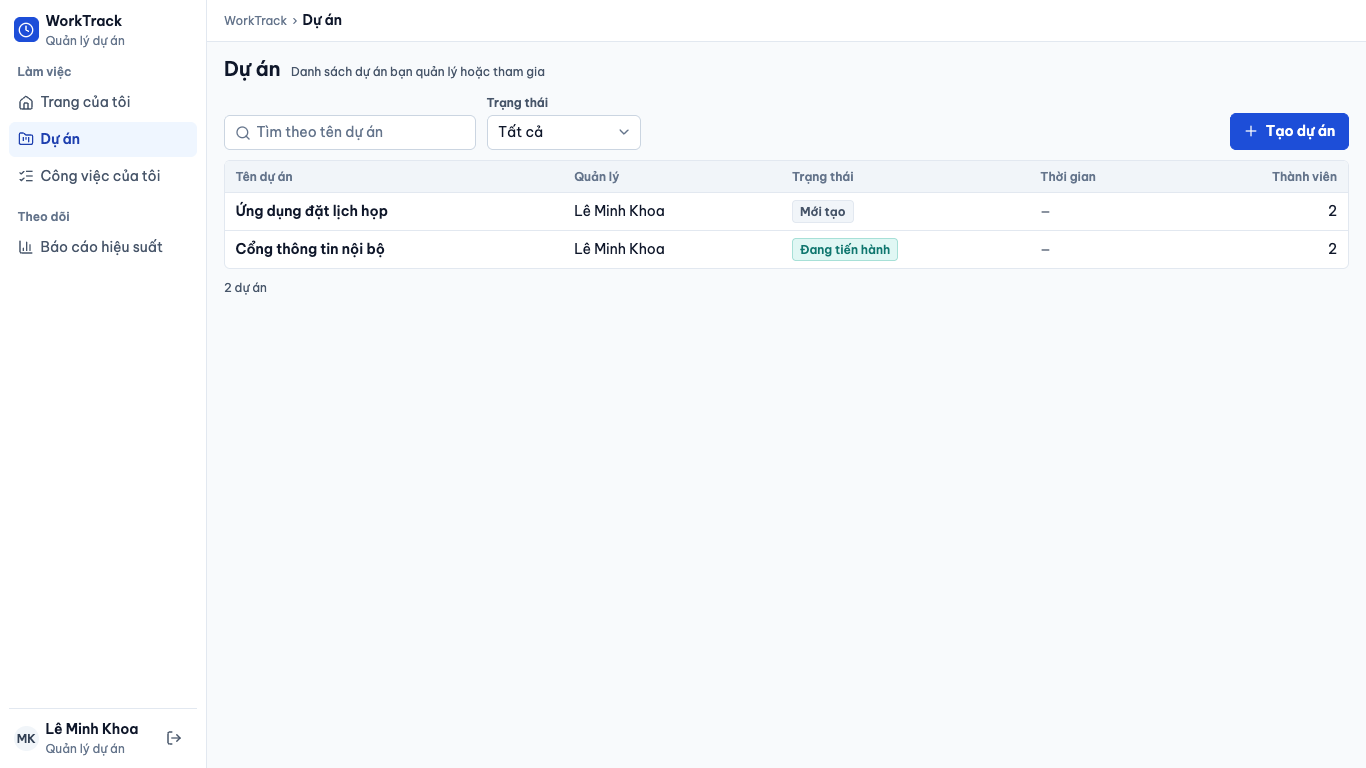 WorkTrack
Quản lý dự án
Làm việc
Trang của tôi
Dự án
Công việc của tôi
Theo dõi
Báo cáo hiệu suất
MK
Lê Minh Khoa
Quản lý dự án
WorkTrack › Dự án
Dự án Danh sách dự án bạn quản lý hoặc tham gia
Trạng thái
Tìm theo tên dự án Tất cả Tạo dự án
Tên dự án Quản lý Trạng thái Thời gian Thành viên
Ứng dụng đặt lịch họp Lê Minh Khoa Mới tạo – 2
Cổng thông tin nội bộ Lê Minh Khoa Đang tiến hành – 2
2 dự án